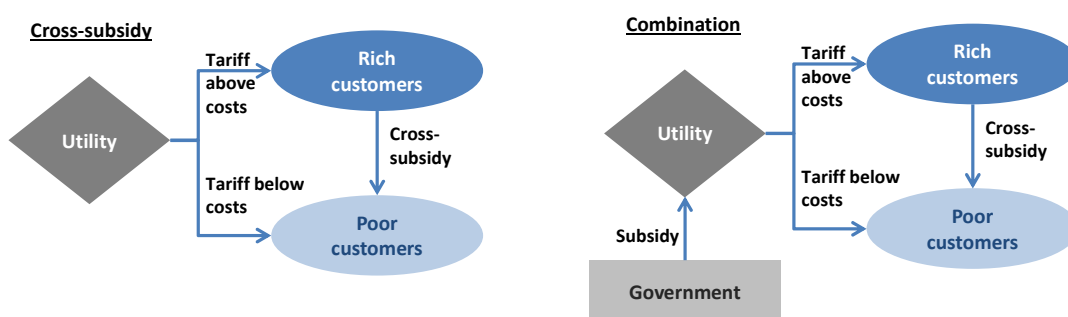 Cross-subsidy
Tariff
above
costs
Rich
customers
Utility
Cross-
subsidy
Tariff below
costs
Poor
customers
Combination
Tariff
above
costs
Rich
customers
Utility
Cross-
subsidy
Tariff below
costs
Poor
customers
Subsidy
Government